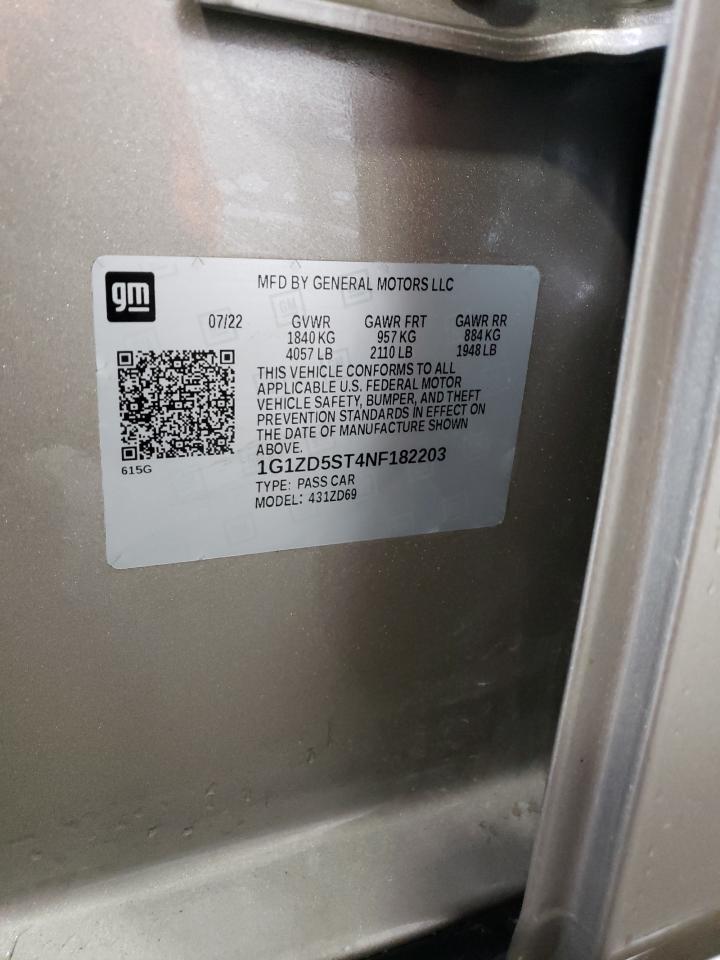 gm
MFD BY GENERAL MOTORS LLC
07/22 GVWR GAWR FRT GAWR RR
1840 KG 957 KG 884 KG
4057 LB 2110 LB 1948 LB
THIS VEHICLE CONFORMS TO ALL
APPLICABLE U.S. FEDERAL MOTOR
VEHICLE SAFETY, BUMPER, AND THEFT
PREVENTION STANDARDS IN EFFECT ON
THE DATE OF MANUFACTURE SHOWN
ABOVE.
615G
1G1ZD5ST4NF182203
TYPE: PASS CAR
MODEL: 431ZD69